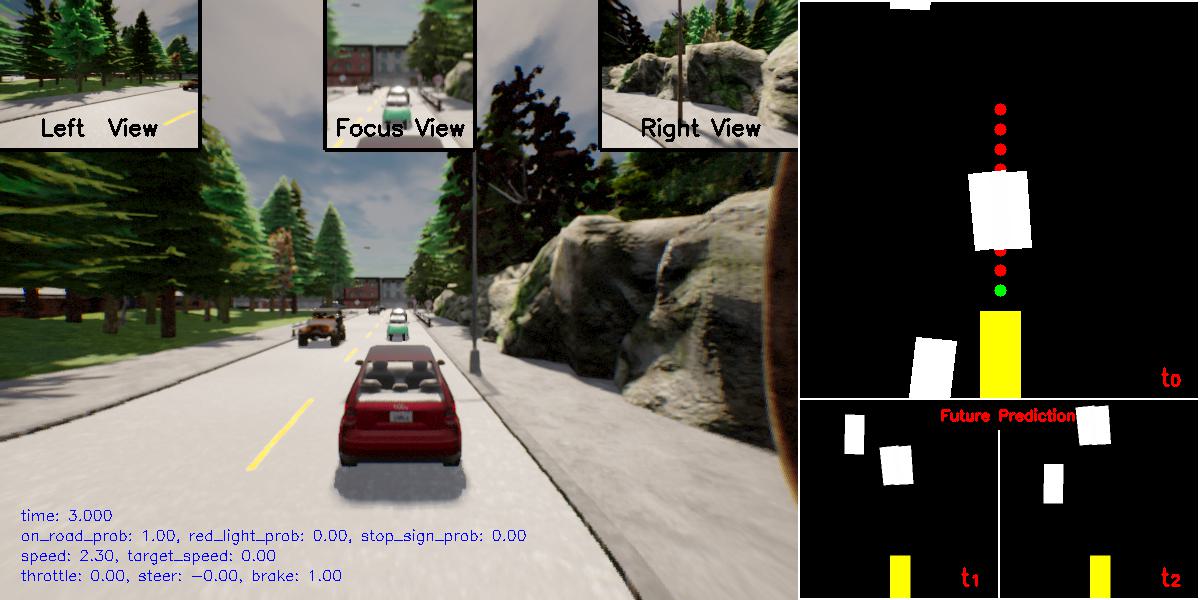 Left View
Focus View
Right View
time: 3.000
on_road_prob: 1.00, red_light_prob: 0.00, stop_sign_prob: 0.00
speed: 2.30, target_speed: 0.00
throttle: 0.00, steer: −0.00, brake: 1.00
t0
Future Prediction
t1
t2